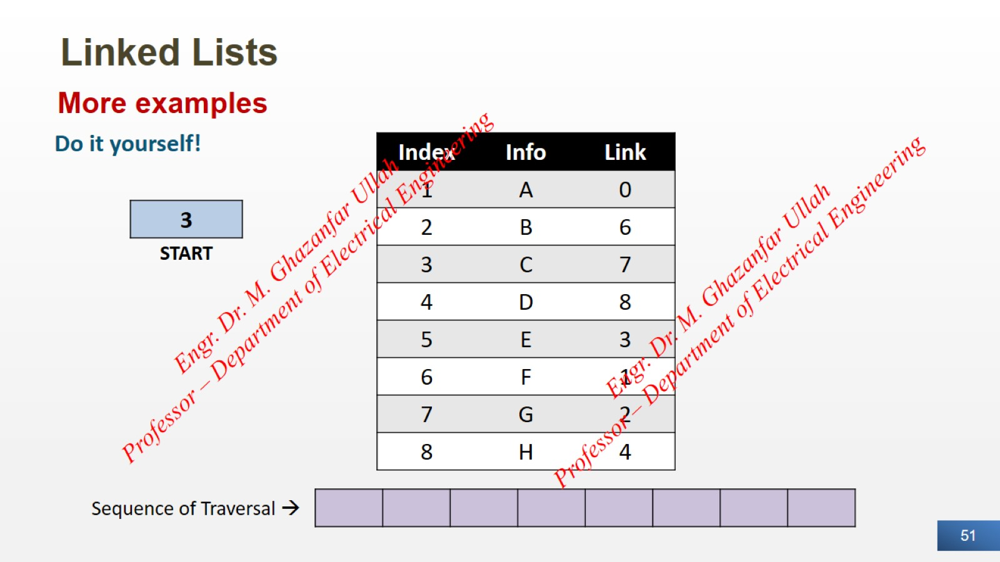 Linked Lists
More examples
Do it yourself!
3
START
Index Info Link
1 A 0
2 B 6
3 C 7
4 D 8
5 E 3
6 F 1
7 G 2
8 H 4
Engr. Dr. M. Ghazanfar Ullah
Professor – Department of Electrical Engineering
Engr. Dr. M. Ghazanfar Ullah
Professor – Department of Electrical Engineering
Sequence of Traversal →
51